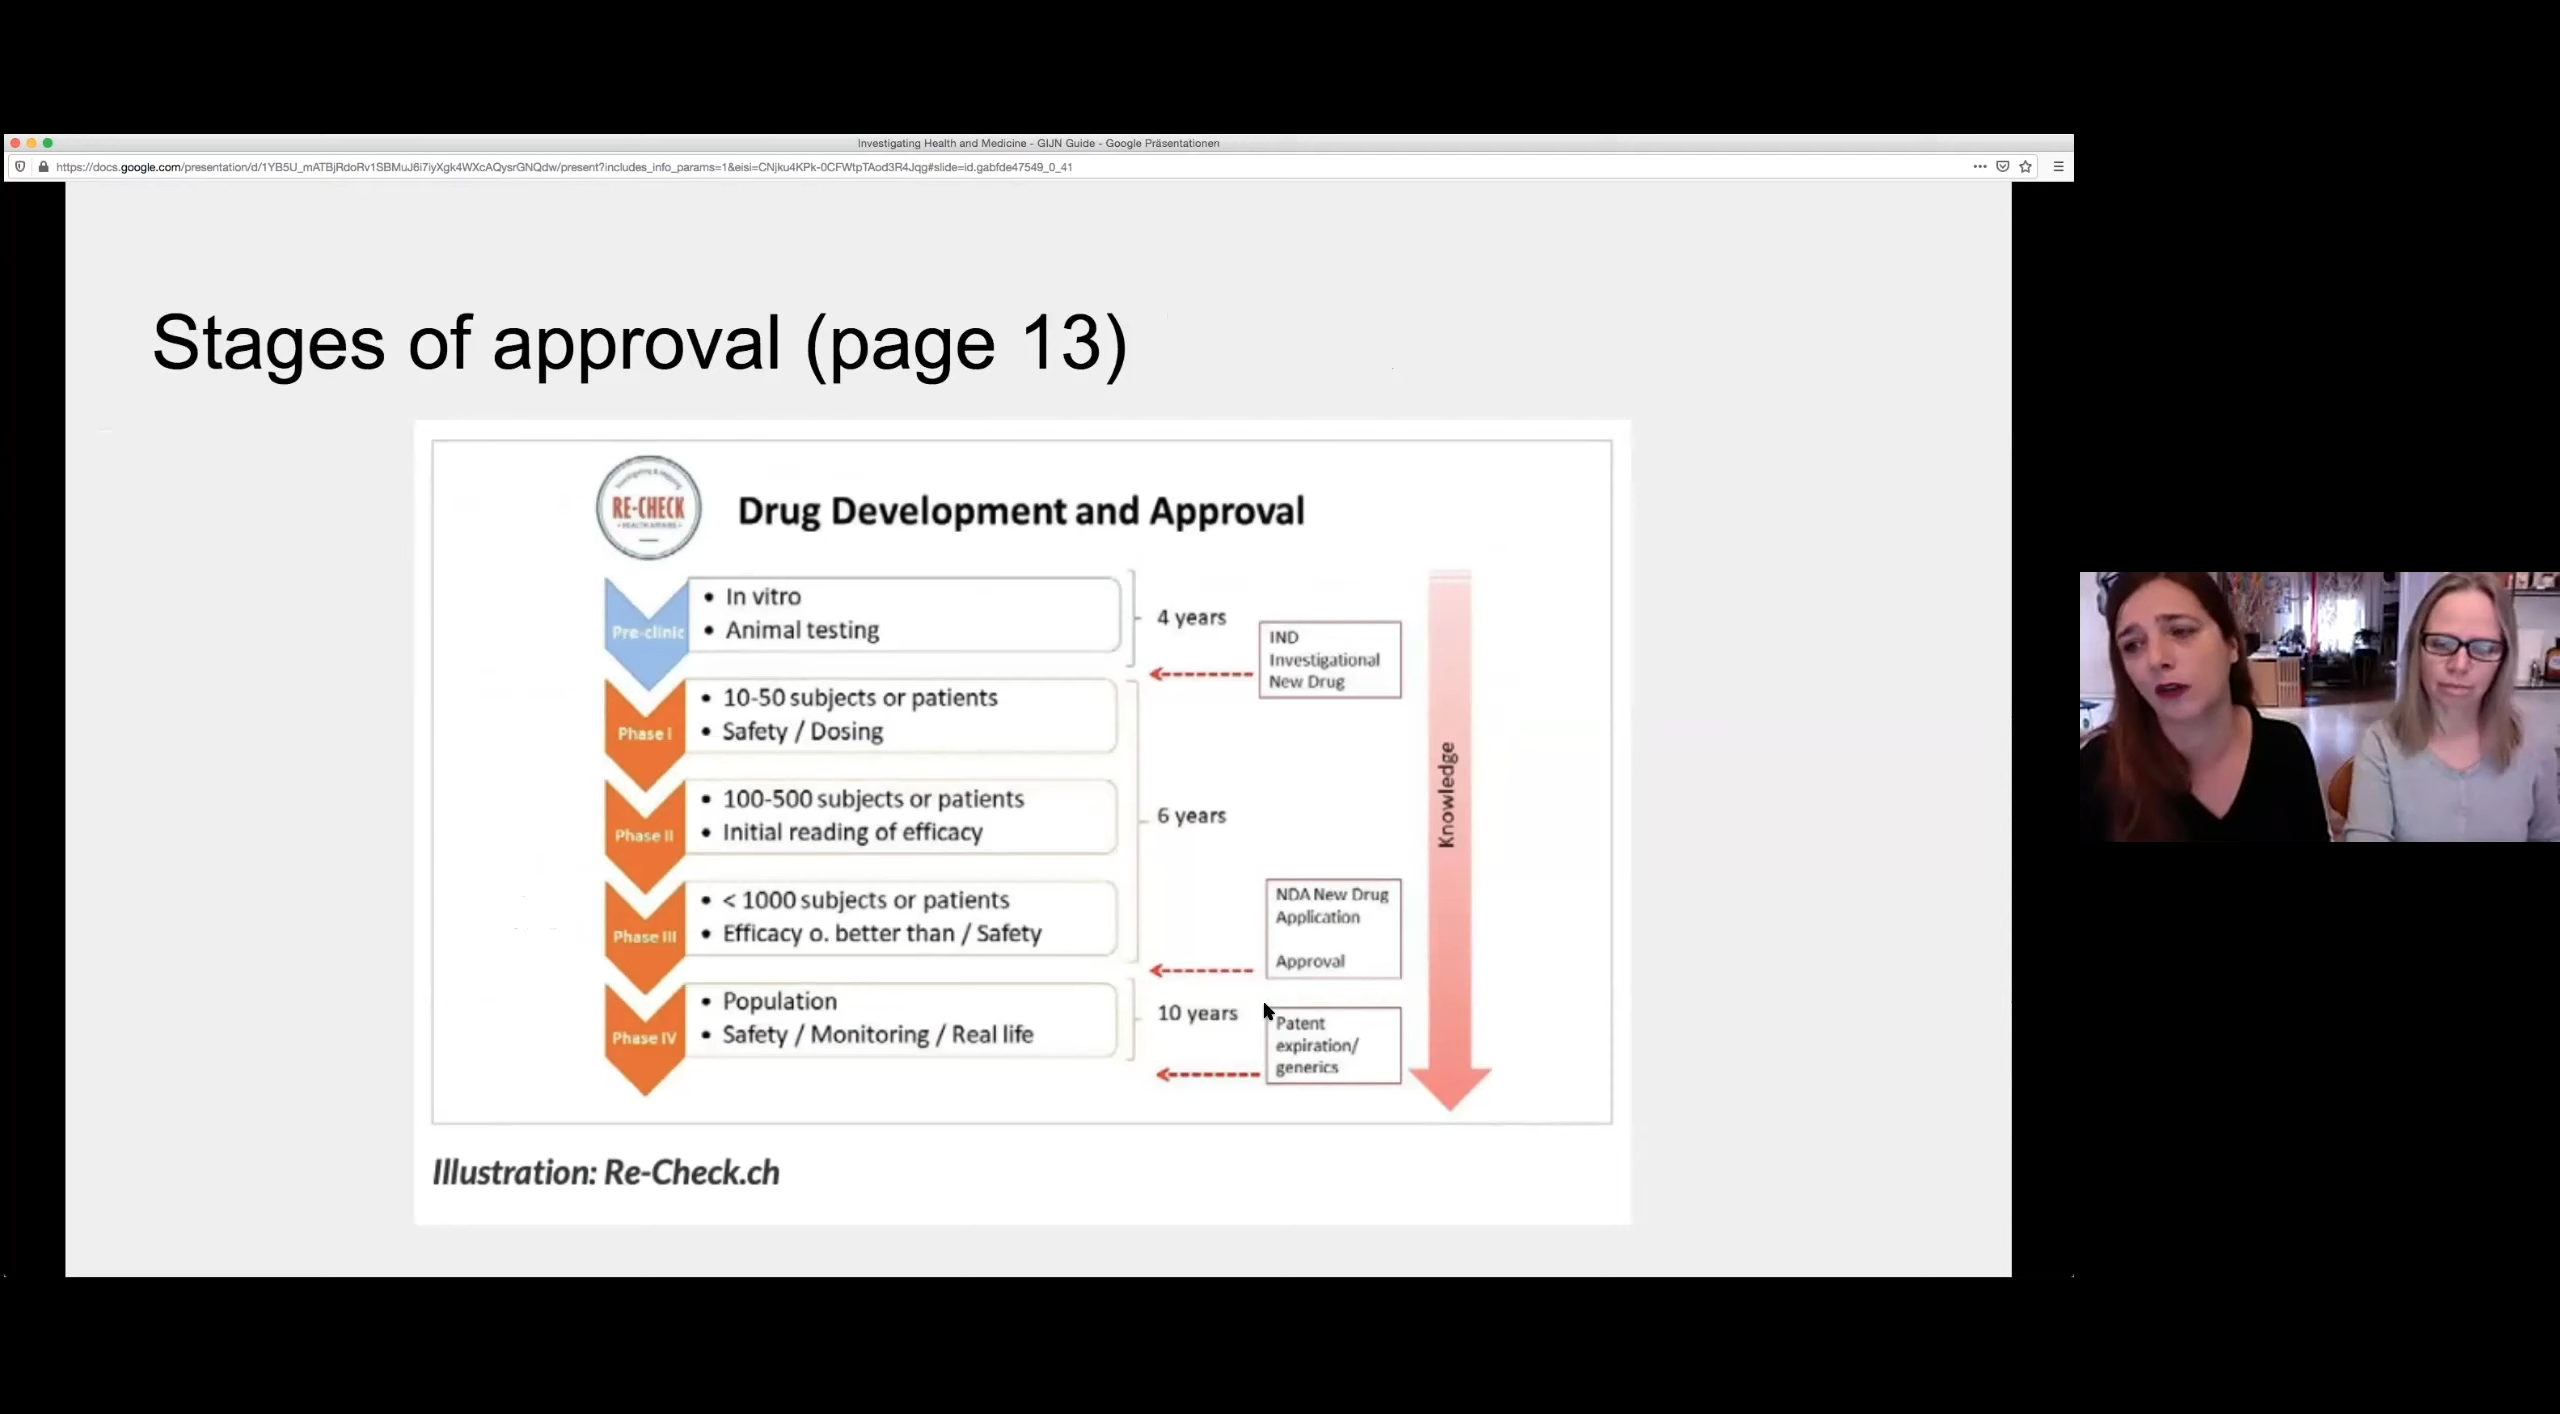 Investigating Health and Medicine - GIJN Guide - Google Präsentationen
https://docs.google.com/presentation/d/1YB5U_mATBjRdoRv1SBMuJ6i7iyXgk4WXcAQysrGNQdw/present?includes_info_params=1&eisi=CNjku4KPk-0CFWtpTAod3R4Jqg#slide=id.gabfde47549_0_41
Stages of approval (page 13)
RE-CHECK
Drug Development and Approval
Pre-clinic
• In vitro
• Animal testing
4 years
IND
Investigational
New Drug
Phase I
• 10-50 subjects or patients
• Safety / Dosing
Phase II
• 100-500 subjects or patients
• Initial reading of efficacy
6 years
Knowledge
Phase III
• < 1000 subjects or patients
• Efficacy o. better than / Safety
NDA New Drug
Application
Approval
Phase IV
• Population
• Safety / Monitoring / Real life
10 years
Patent
expiration/
generics
Illustration: Re-Check.ch